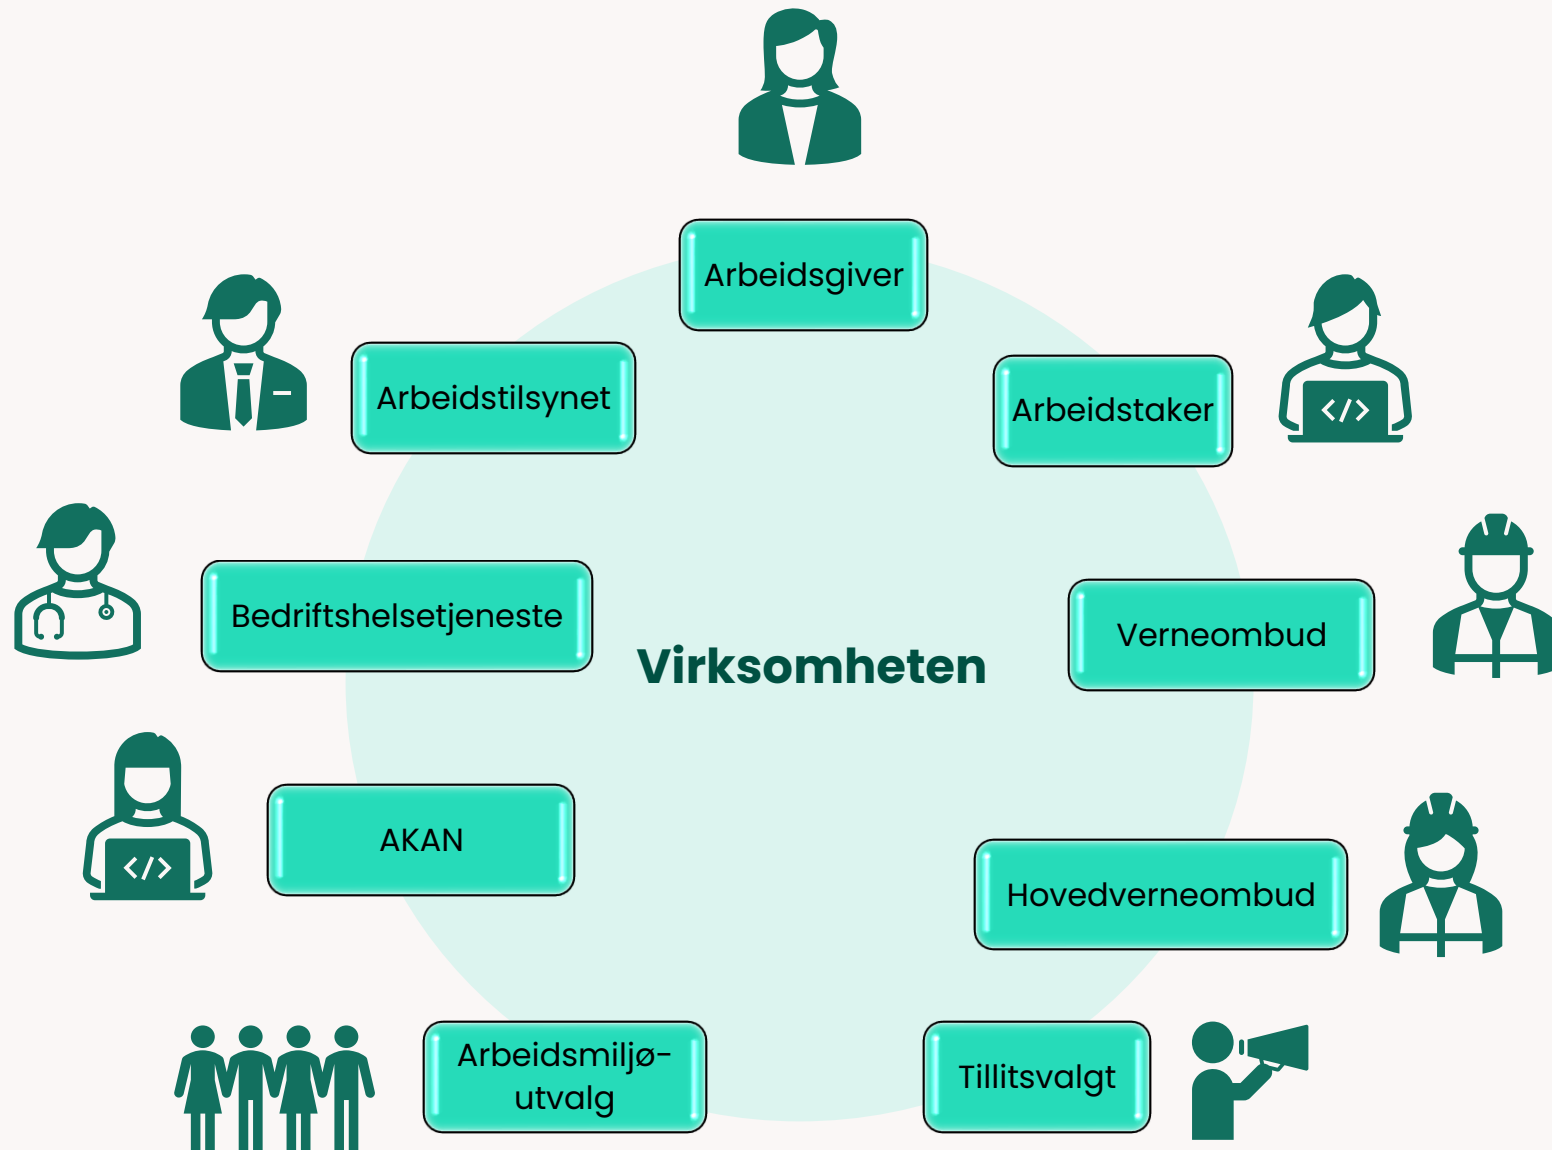 Arbeidsgiver
Arbeidstilsynet
Arbeidstaker
Bedriftshelsetjeneste
Verneombud
Virksomheten
AKAN
Hovedverneombud
Arbeidsmiljø-
utvalg
Tillitsvalgt